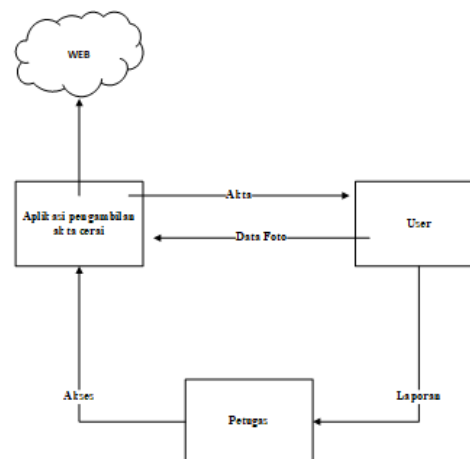 WEB
Akta
Aplikasi pengambilan
akta cerai
User
Data Foto
Akses
Laporan
Petugas